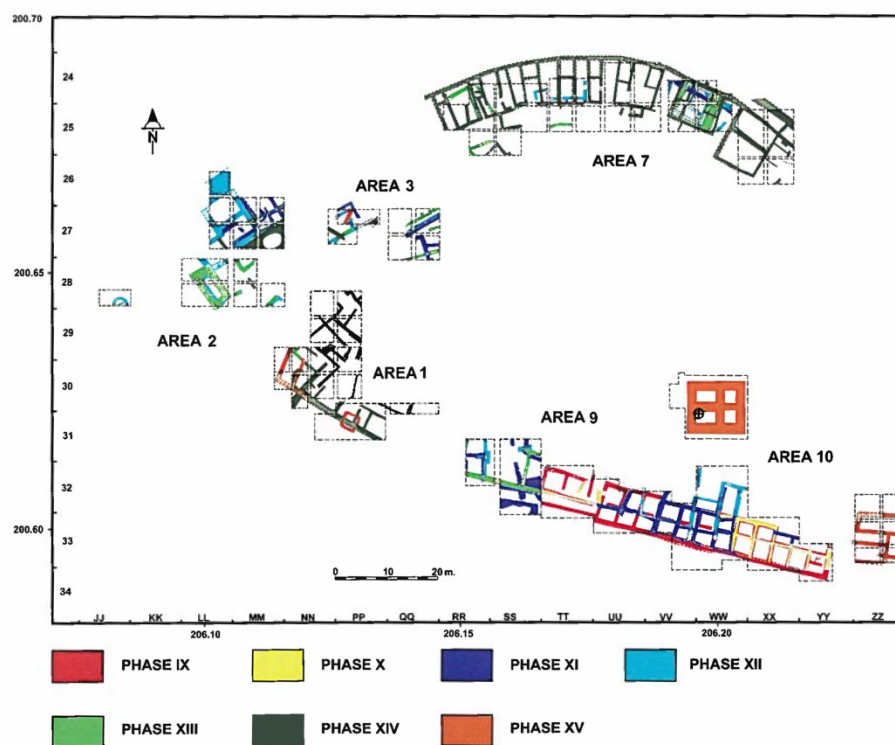 200.70
24
25
N
AREA 7
26
AREA 3
27
200.65
28
29
AREA 2
30
AREA 1
31
AREA 9
AREA 10
32
200.60
33
0 10 20 m.
34
JJ KK LL MM NN PP QQ RR SS TT UU VV WW XX YY ZZ
206.10 206.15 206.20
PHASE IX PHASE X PHASE XI PHASE XII
PHASE XIII PHASE XIV PHASE XV